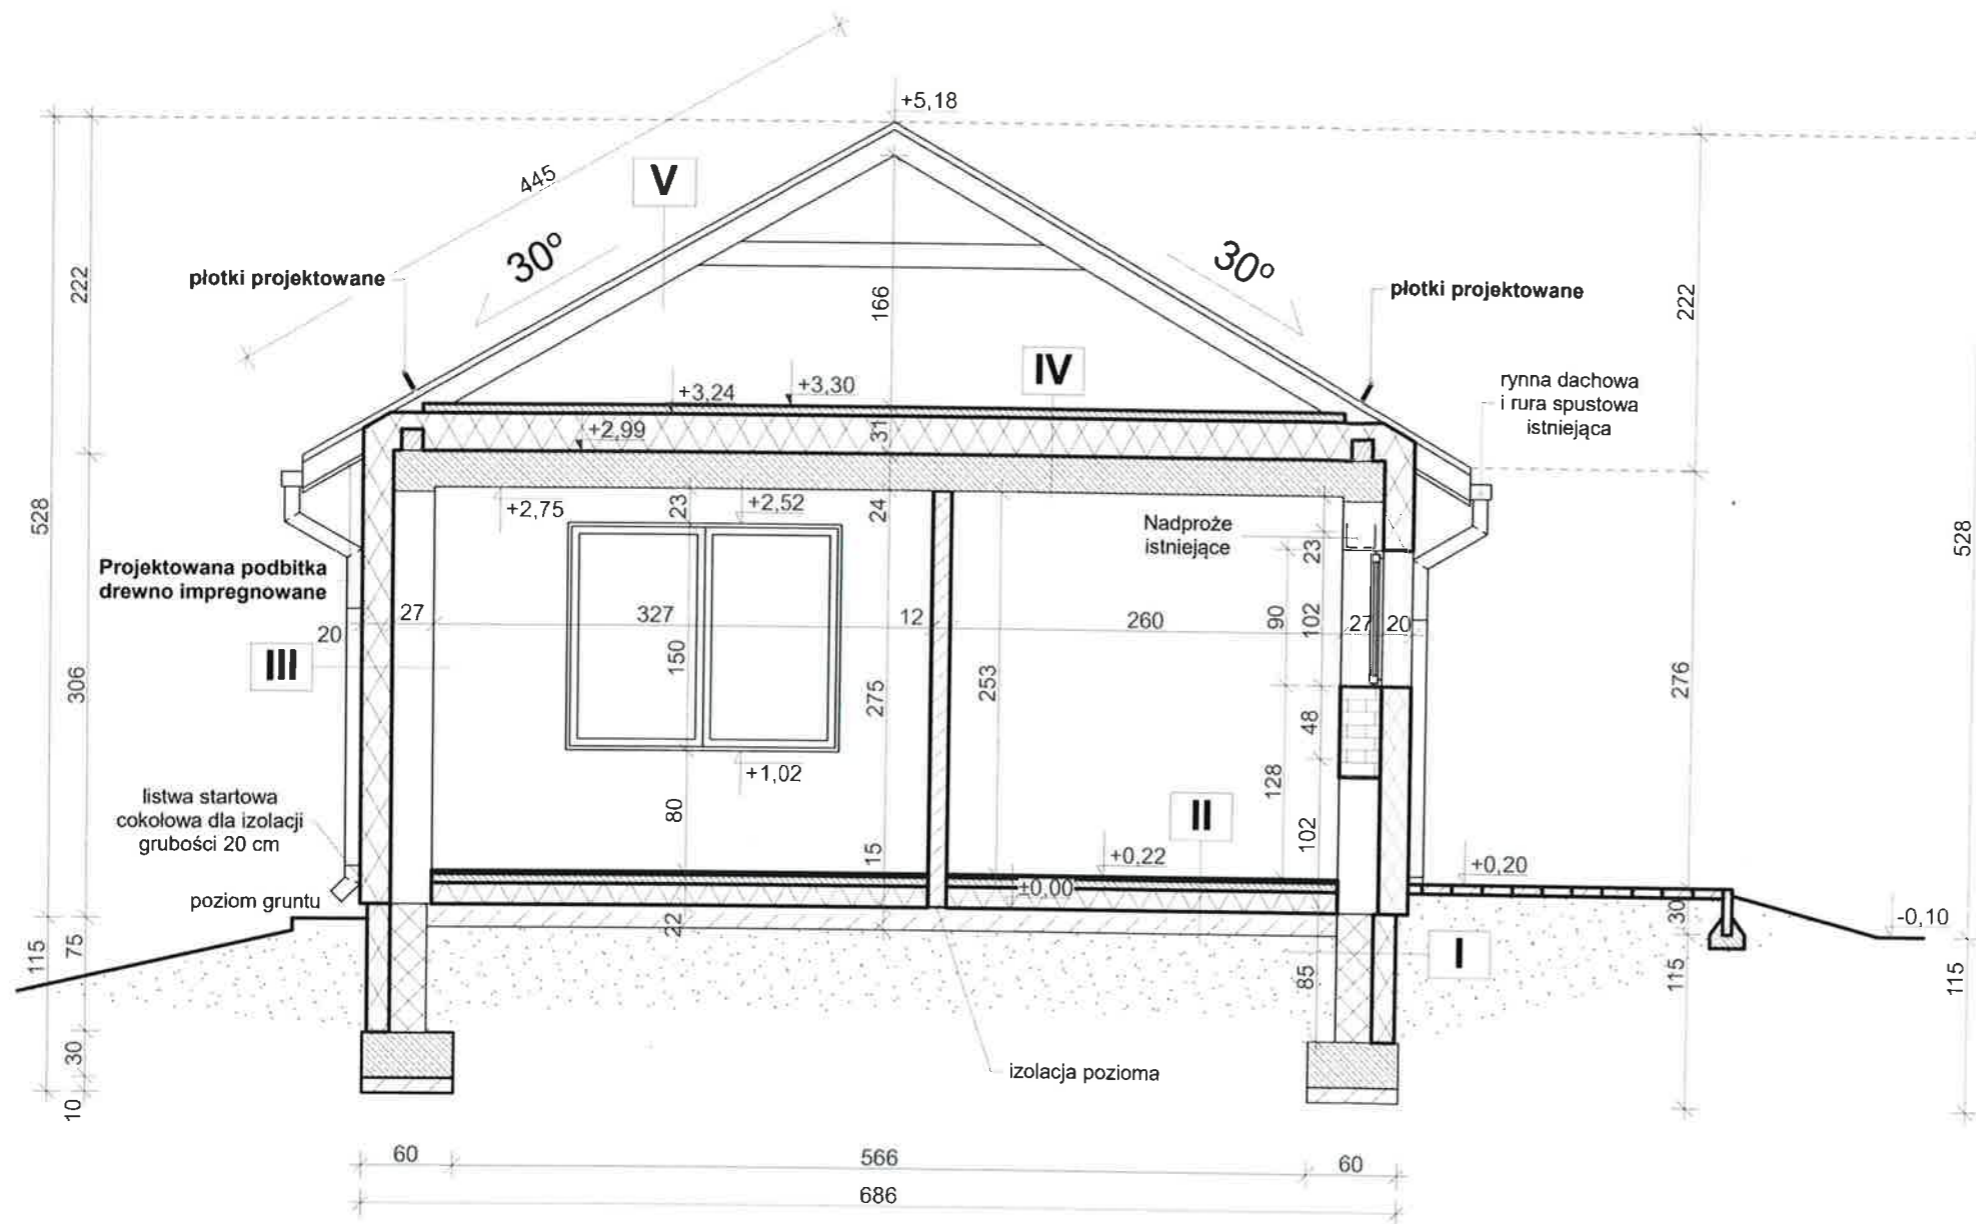 +5,18
445
V
30º
30º
płotki projektowane
płotki projektowane
222
222
166
IV
rynna dachowa
i rura spustowa
istniejąca
+3,24
+3,30
+2,99
31
528
528
+2,75
23
+2,52
24
Nadproże
istniejące
23
Projektowana podbitka
drewno impregnowane
20
27
327
12
260
90
102
27
20
III
306
150
275
253
276
48
+1,02
128
listwa startowa
cokołowa dla izolacji
grubości 20 cm
80
II
102
15
+0,22
+0,20
±0,00
poziom gruntu
22
30
-0,10
115
75
I
85
115
115
30
izolacja pozioma
10
60
566
60
686